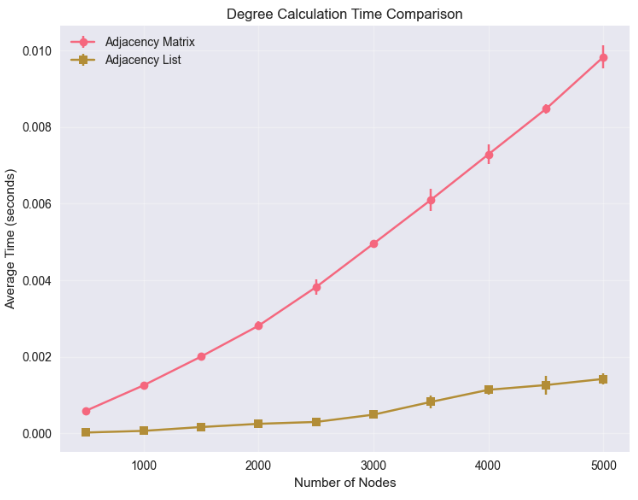 Degree Calculation Time Comparison
Adjacency Matrix
Adjacency List
Average Time (seconds)
0.010
0.008
0.006
0.004
0.002
0.000
1000 2000 3000 4000 5000
Number of Nodes